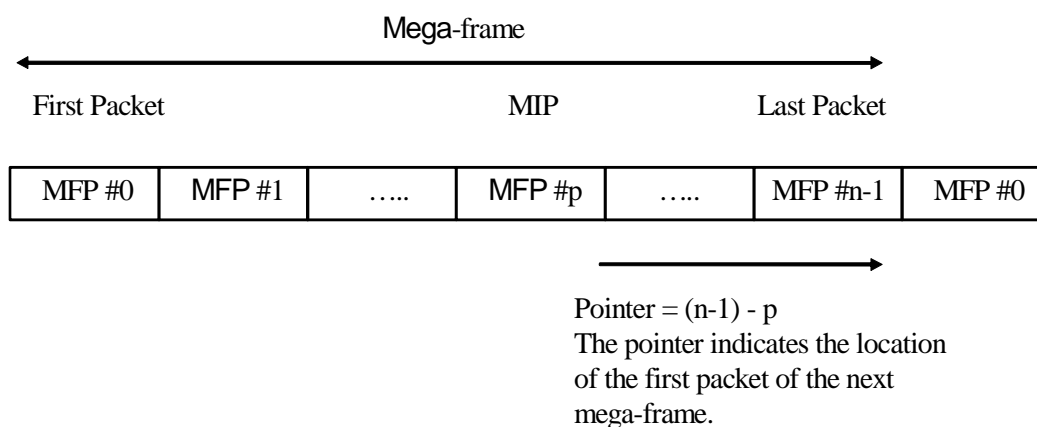 Mega-frame
First Packet MIP Last Packet
MFP #0 MFP #1 ….. MFP #p ….. MFP #n-1 MFP #0
Pointer = (n-1) - p
The pointer indicates the location
of the first packet of the next
mega-frame.